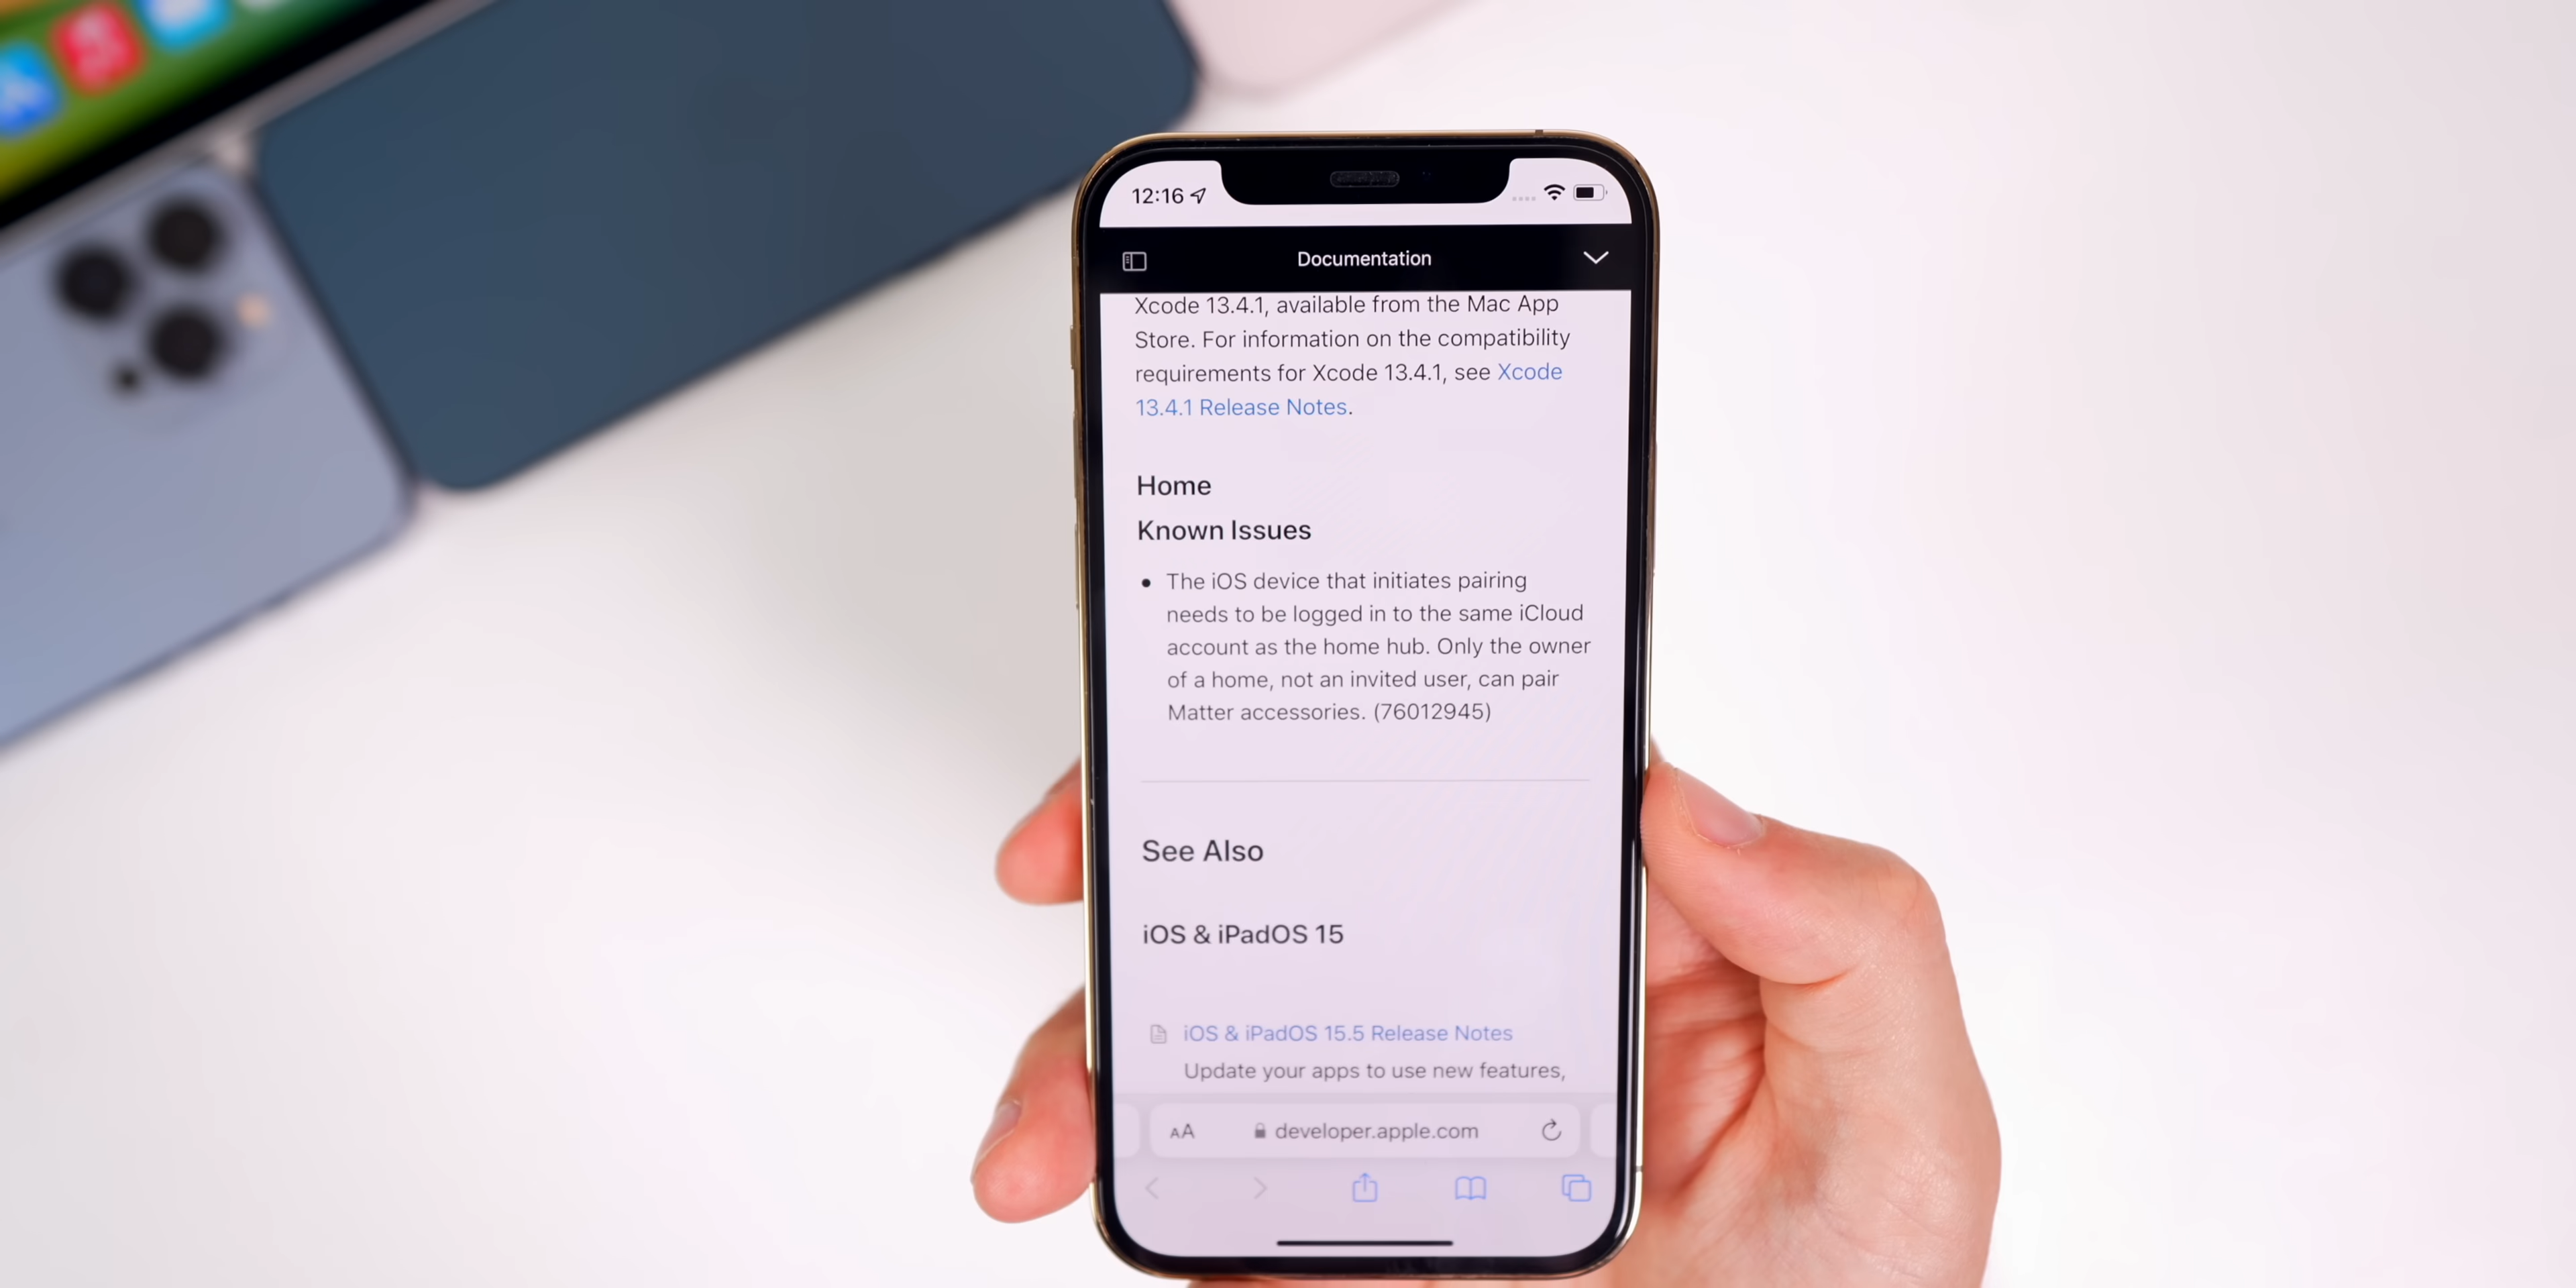 12:16
Documentation
Xcode 13.4.1, available from the Mac App
Store. For information on the compatibility
requirements for Xcode 13.4.1, see Xcode
13.4.1 Release Notes.
Home
Known Issues
• The iOS device that initiates pairing
needs to be logged in to the same iCloud
account as the home hub. Only the owner
of a home, not an invited user, can pair
Matter accessories. (76012945)
See Also
iOS & iPadOS 15
iOS & iPadOS 15.5 Release Notes
Update your apps to use new features,
AA developer.apple.com